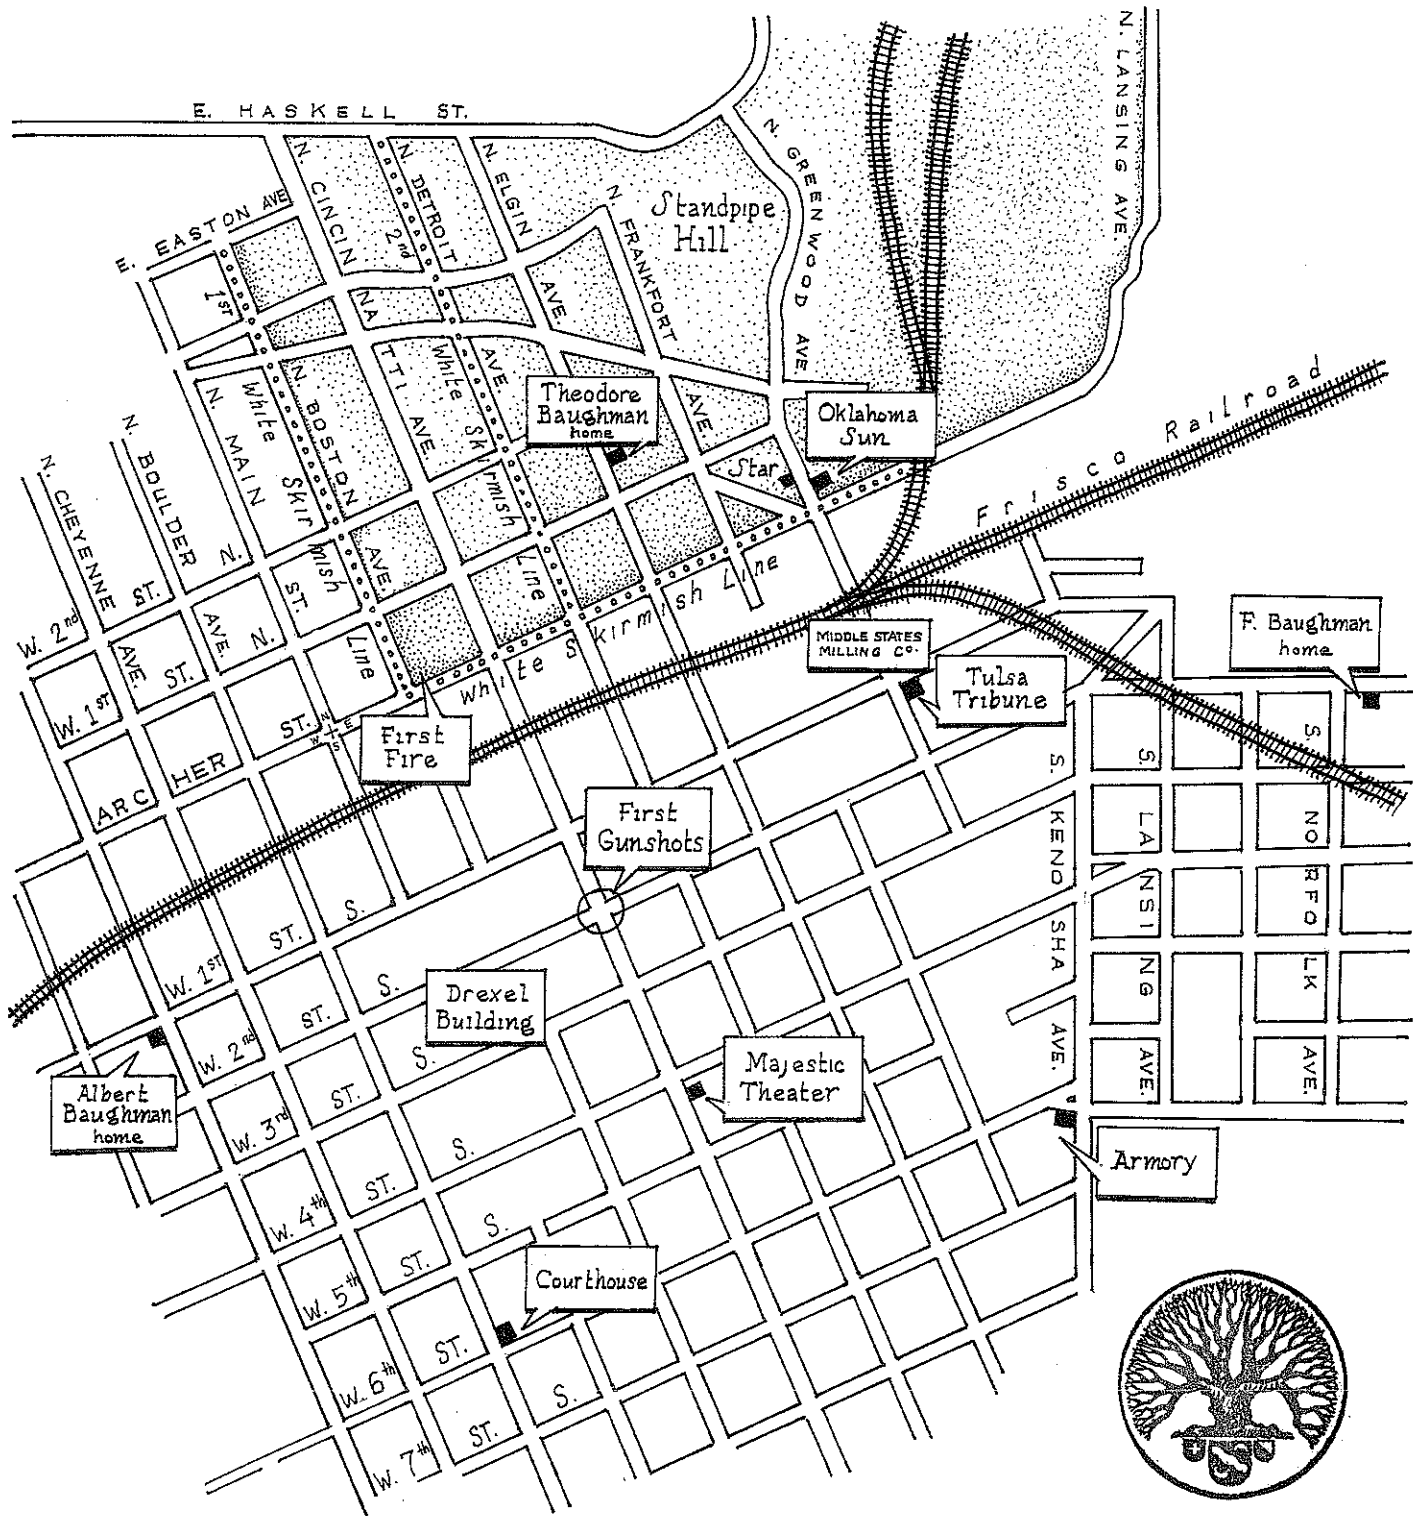 E. HASKELL ST.
N. LANSING AVE.
N. GREENWOOD AVE
N. CINCINNATI AVE.
N. DETROIT AVE.
N. ELGIN AVE.
N. FRANKFORT AVE.
E. EASTON AVE
Standpipe
Hill
1st White Skirmish Line
2nd White Skirmish Line
N. BOSTON AVE.
N. MAIN ST.
N. BOULDER AVE.
N. CHEYENNE AVE.
Theodore
Baughman
home
Oklahoma
Sun
Star
Frisco Railroad
White Skirmish Line
W. 2nd ST. N.
W. 1ST ST. N.
ARCHER ST.
N
W E
S
First
Fire
MIDDLE STATES
MILLING Co.
Tulsa
Tribune
F. Baughman
home
First
Gunshots
S. KENOSHA AVE.
S. LANSING AVE.
S. NORFOLK AVE.
Drexel
Building
Majestic
Theater
Albert
Baughman
home
Armory
Courthouse
W. 1ST ST. S.
W. 2nd ST. S.
W. 3rd ST. S.
W. 4th ST. S.
W. 5th ST. S.
W. 6th ST. S.
W. 7th ST.